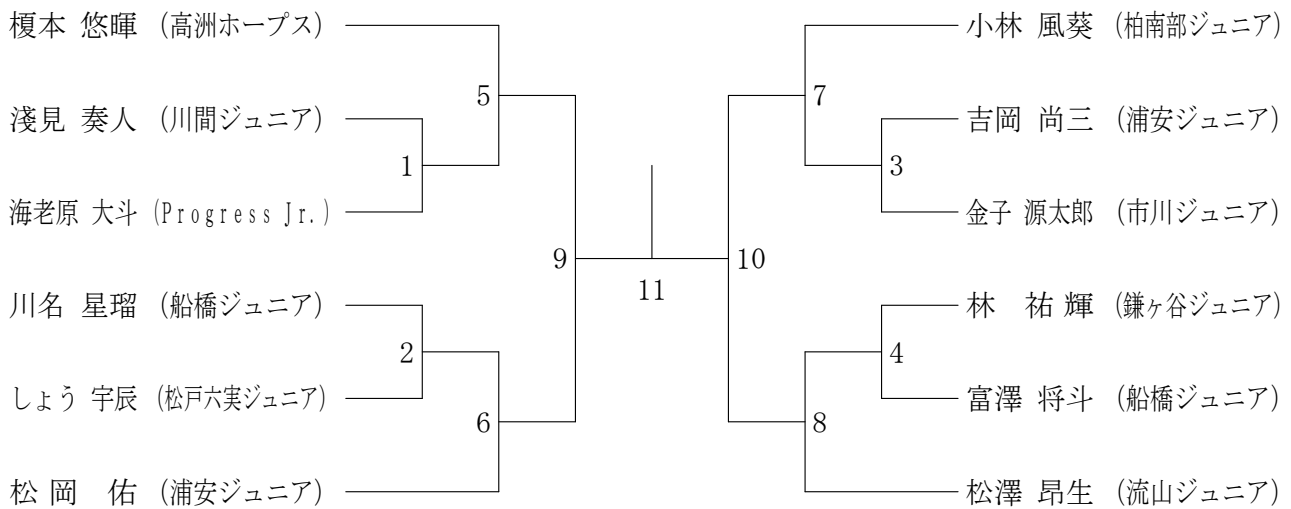 榎本 悠暉 (高洲ホープス)
5
淺見 奏人 (川間ジュニア)
1
海老原 大斗 (Progress Jr.)
9
川名 星瑠 (船橋ジュニア)
2
しょう 宇辰 (松戸六実ジュニア)
6
松岡 佑 (浦安ジュニア)
11
小林 風葵 (柏南部ジュニア)
7
吉岡 尚三 (浦安ジュニア)
3
金子 源太郎 (市川ジュニア)
10
林 祐輝 (鎌ヶ谷ジュニア)
4
富澤 将斗 (船橋ジュニア)
8
松澤 昂生 (流山ジュニア)